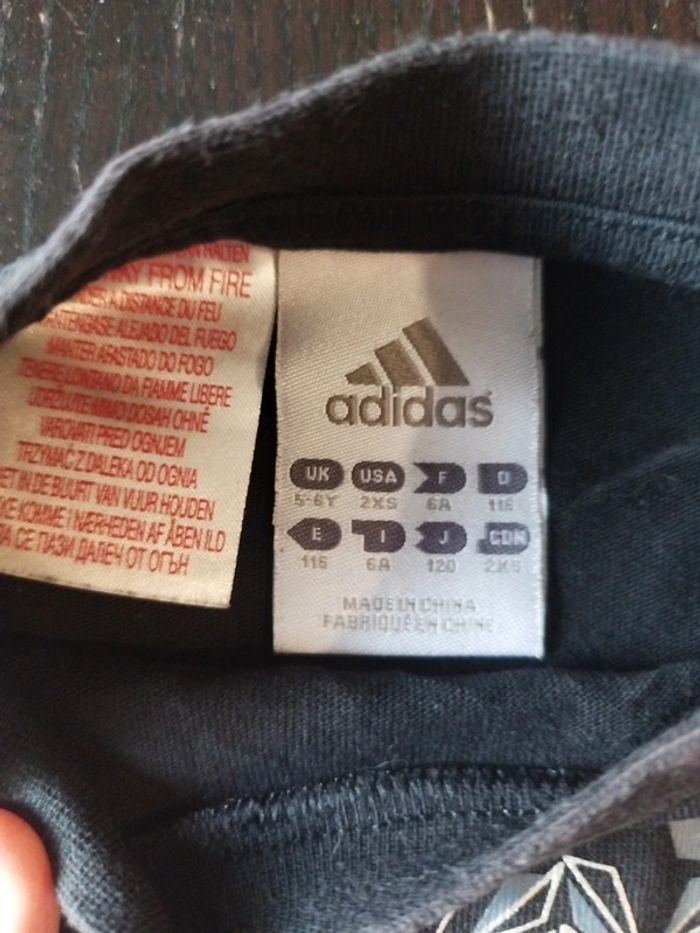 AWAY FROM FIRE
À DISTANCE DU FEU
MANTENGASE ALEJADO DEL FUEGO
MANTER AFASTADO DO FOGO
TENERE LONTANO DA FIAMME LIBERE
UDRZUJTE MIMO DOSAH OHNĚ
VAROVATI PRED OGNJEM
TRZYMAĆ Z DALEKA OD OGNIA
NIET IN DE BUURT VAN VUUR HOUDEN
IKKE KOMME I NÆRHEDEN AF ÅBEN ILD
ДА СЕ ПАЗИ ДАЛЕЧ ОТ ОГЪН
adidas
UK USA F D
5-6Y 2XS 6A 116
E I J CDN
116 6A 120 2XS
MADE IN CHINA
FABRIQUÉ EN CHINE